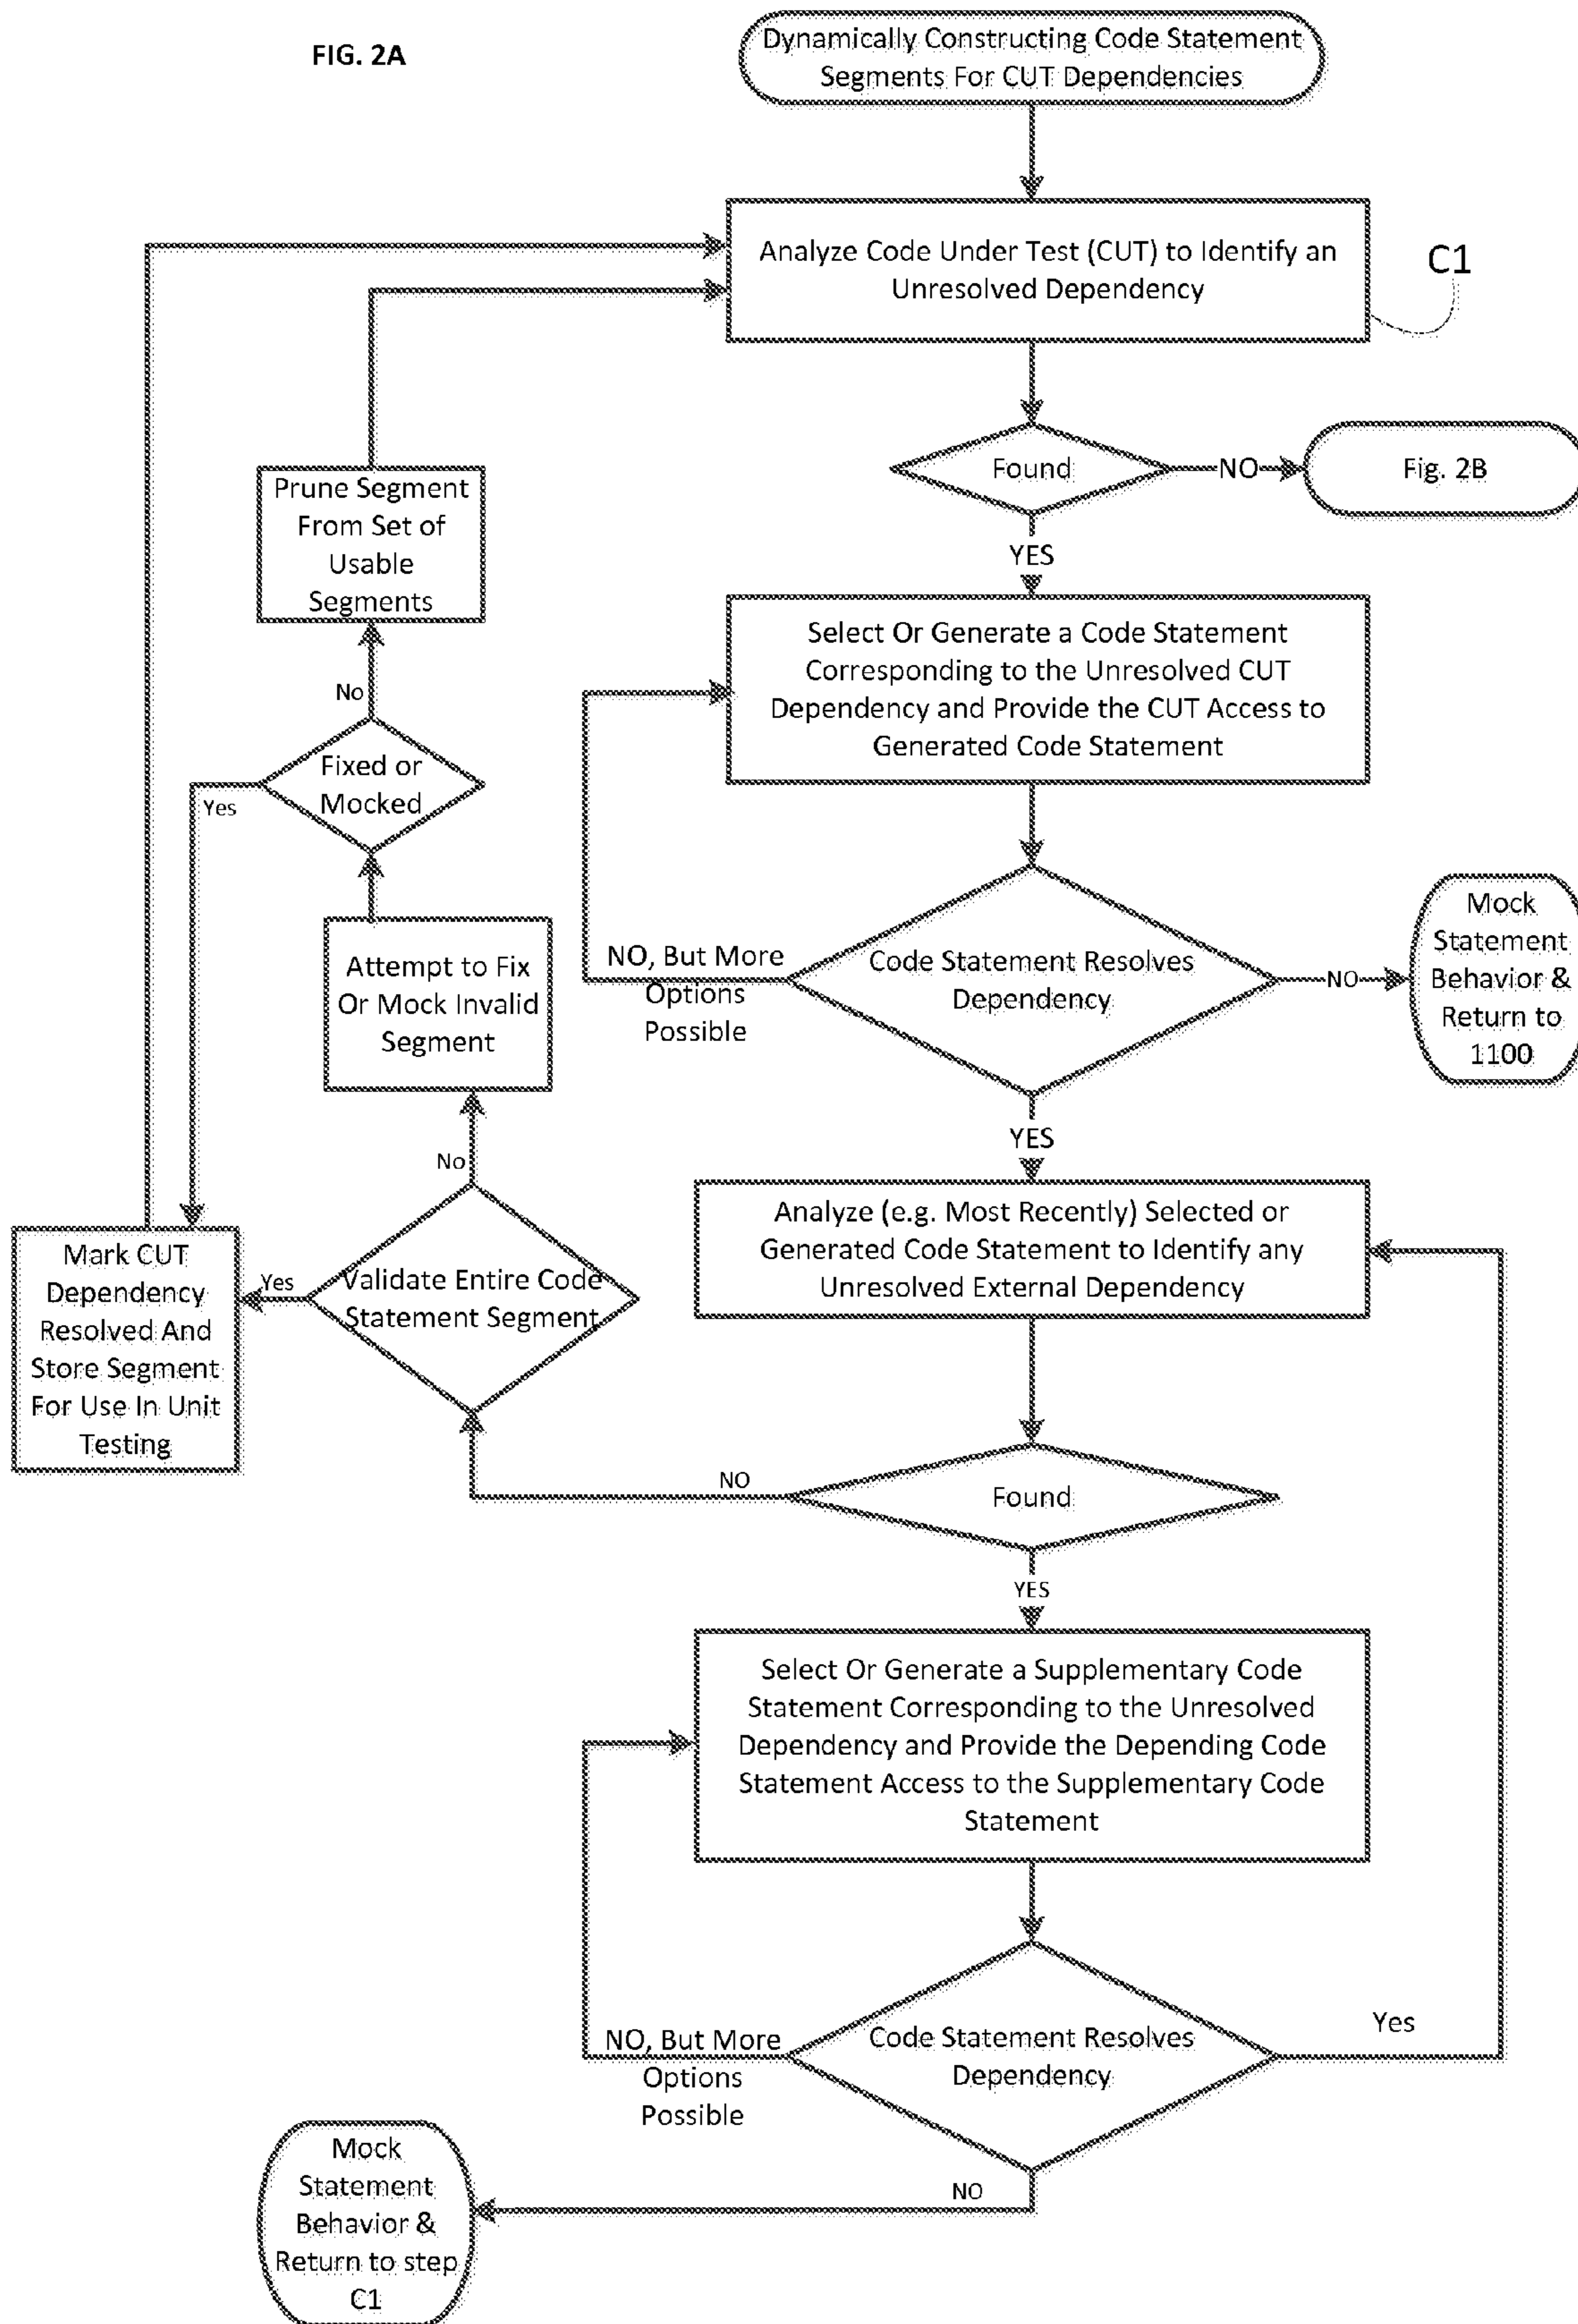 FIG. 2A
Dynamically Constructing Code Statement
Segments For CUT Dependencies
Analyze Code Under Test (CUT) to Identify an
Unresolved Dependency
C1
Found
NO
Fig. 2B
YES
Prune Segment
From Set of
Usable
Segments
Select Or Generate a Code Statement
Corresponding to the Unresolved CUT
Dependency and Provide the CUT Access to
Generated Code Statement
No
Fixed or
Mocked
Yes
Attempt to Fix
Or Mock Invalid
Segment
NO, But More
Options
Possible
Code Statement Resolves
Dependency
NO
Mock
Statement
Behavior &
Return to
1100
YES
No
Analyze (e.g. Most Recently) Selected or
Generated Code Statement to Identify any
Unresolved External Dependency
Mark CUT
Dependency
Resolved And
Store Segment
For Use In Unit
Testing
Yes
Validate Entire Code
Statement Segment
NO
Found
YES
Select Or Generate a Supplementary Code
Statement Corresponding to the Unresolved
Dependency and Provide the Depending Code
Statement Access to the Supplementary Code
Statement
NO, But More
Options
Possible
Code Statement Resolves
Dependency
Yes
NO
Mock
Statement
Behavior &
Return to step
C1